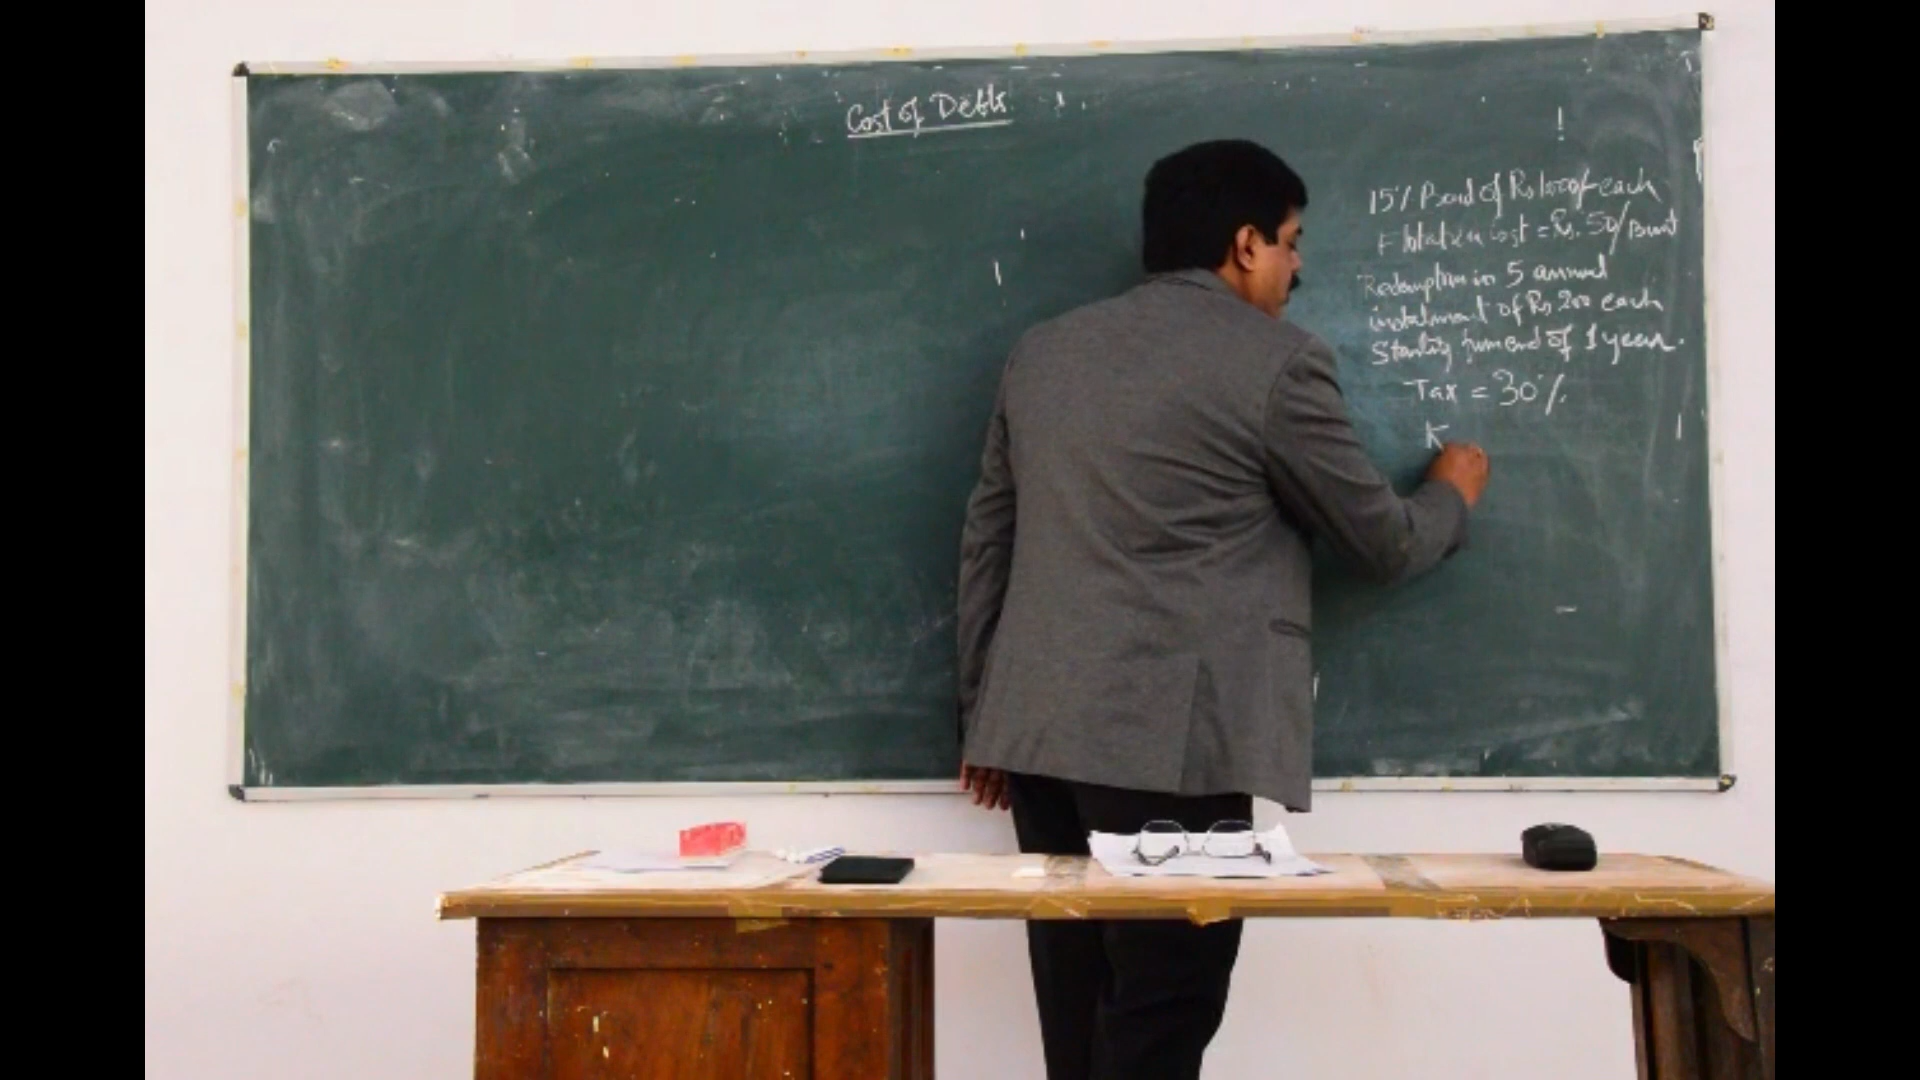 Cost of Debts
15% Bond of Rs 1000/- each
Flotation Cost = Rs. 50/
Redemption in 5 annual
instalment of Rs 200 each
Starting from end of 1 year.
Tax = 30%
K